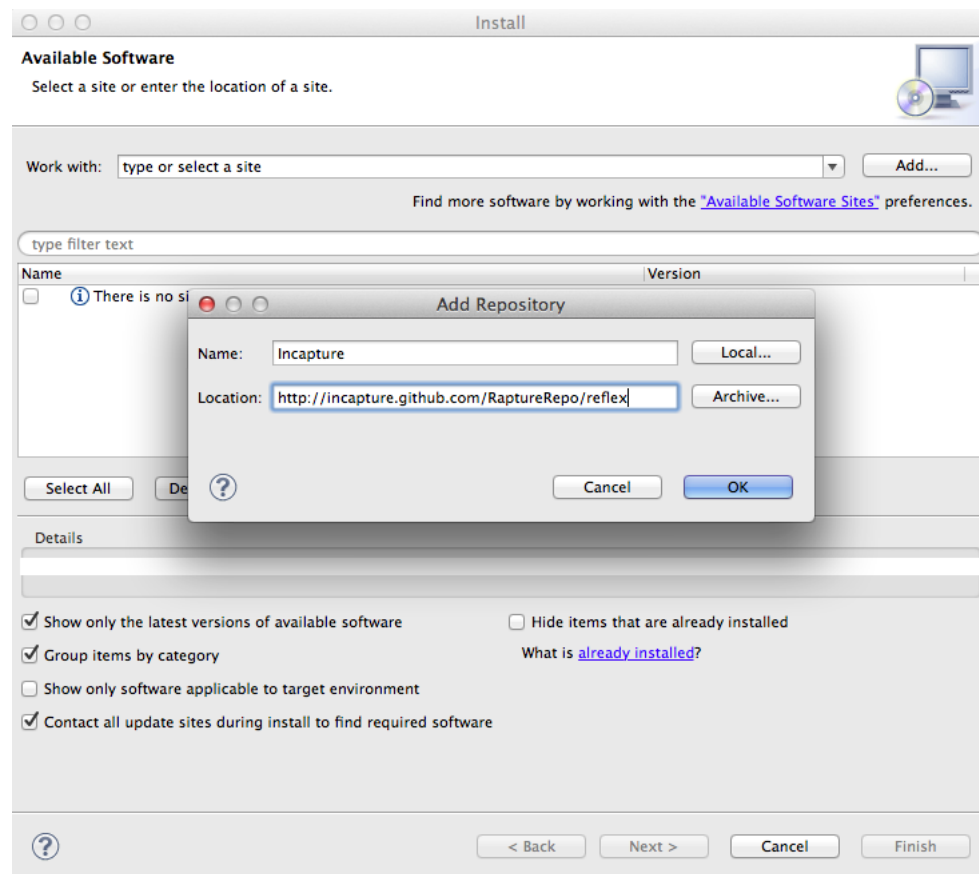 Install
Available Software
Select a site or enter the location of a site.
Work with: type or select a site Add...
Find more software by working with the "Available Software Sites" preferences.
type filter text
Name Version
There is no si
Add Repository
Name: Incapture Local...
Location: http://incapture.github.com/RaptureRepo/reflex Archive...
Select All De ? Cancel OK
Details
Show only the latest versions of available software Hide items that are already installed
Group items by category What is already installed?
Show only software applicable to target environment
Contact all update sites during install to find required software
? < Back Next > Cancel Finish